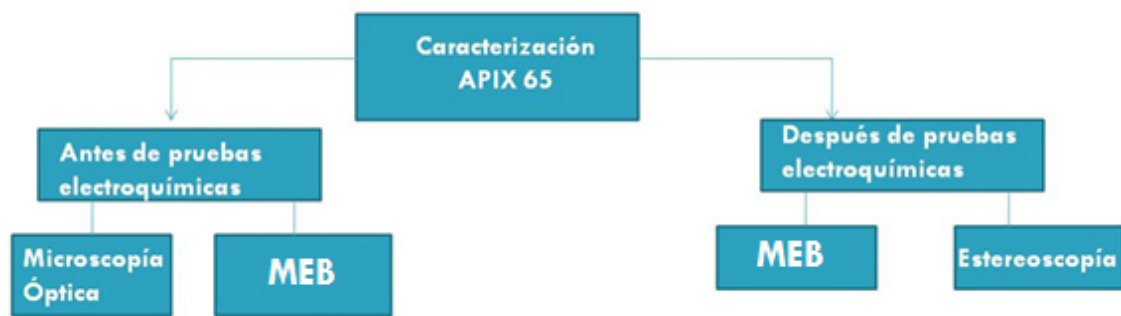 Caracterización
APIX 65
Antes de pruebas
electroquímicas
Después de pruebas
electroquímicas
Microscopía
Óptica
MEB
MEB
Estereoscopía